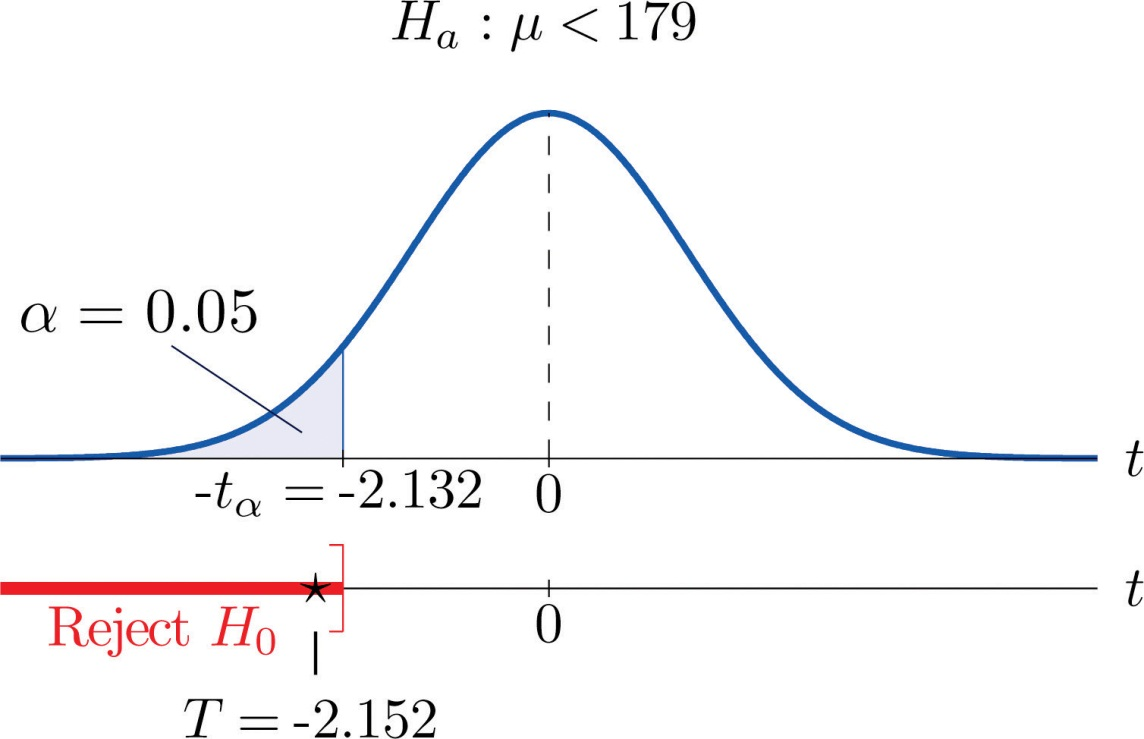 Hₐ : μ < 179
α = 0.05
-t_α = -2.132
0
t
t
Reject H₀
0
T = -2.152